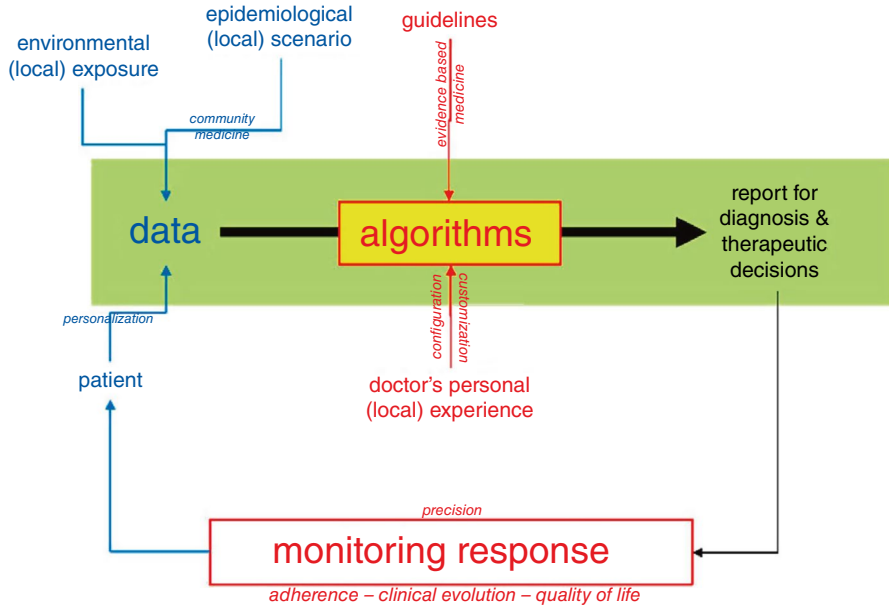 environmental
(local) exposure
epidemiological
(local) scenario
guidelines
community
medicine
evidence based
medicine
data
algorithms
report for
diagnosis &
therapeutic
decisions
personalization
configuration
customization
patient
doctor's personal
(local) experience
precision
monitoring response
adherence – clinical evolution – quality of life